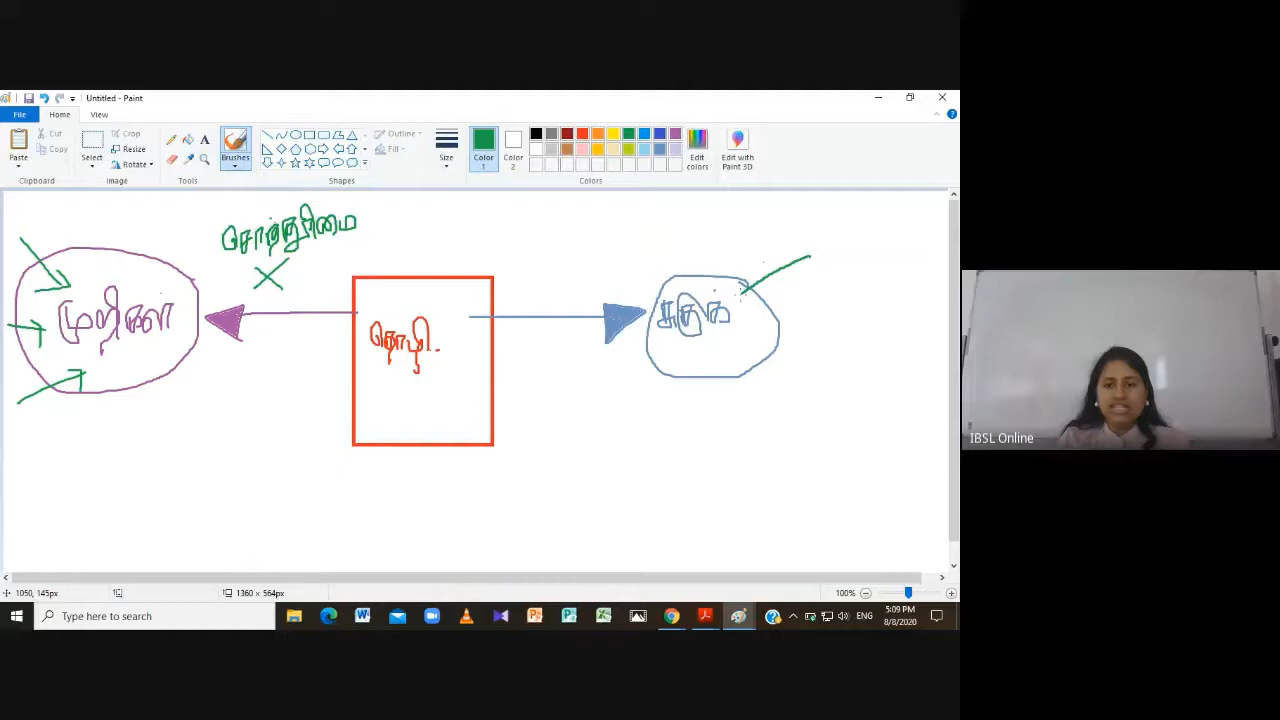 Untitled - Paint
File Home View
Paste
Cut
Copy
Clipboard
Select
Crop
Resize
Rotate
Image
Tools
Brushes
Shapes
Outline
Fill
Size
Color 1
Color 2
Edit colors
Edit with Paint 3D
Colors
சொத்துரிமை
X
தொழி..
IBSL Online
1050, 145px
1360 × 564px
100%
Type here to search
ENG
5:09 PM
8/8/2020